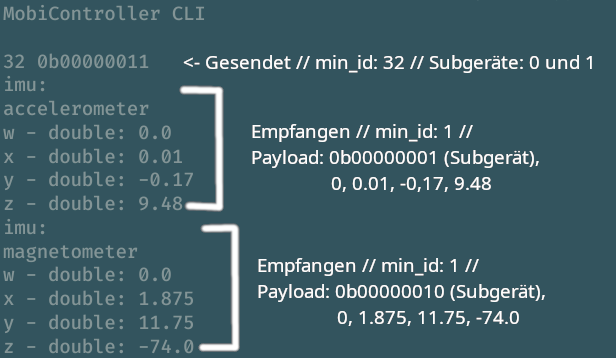 MobiController CLI
32 0b00000011 <- Gesendet // min_id: 32 // Subgeräte: 0 und 1
imu:
accelerometer
w - double: 0.0
x - double: 0.01
y - double: -0.17
z - double: 9.48
Empfangen // min_id: 1 //
Payload: 0b00000001 (Subgerät),
0, 0.01, -0,17, 9.48
imu:
magnetometer
w - double: 0.0
x - double: 1.875
y - double: 11.75
z - double: -74.0
Empfangen // min_id: 1 //
Payload: 0b00000010 (Subgerät),
0, 1.875, 11.75, -74.0